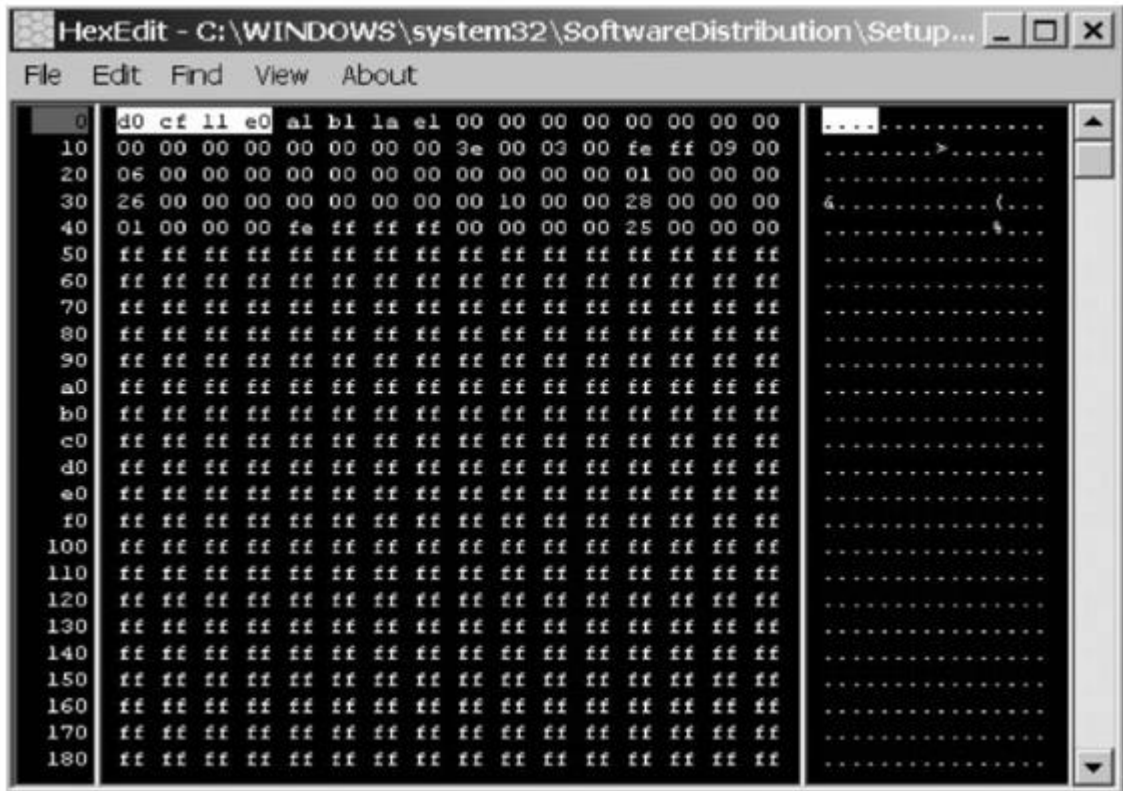 HexEdit - C:\WINDOWS\system32\SoftwareDistribution\Setup...
File Edit Find View About
0 d0 cf 11 e0 a1 b1 1a e1 00 00 00 00 00 00 00 00 ................
10 00 00 00 00 00 00 00 00 3e 00 03 00 fe ff 09 00 ........>.......
20 06 00 00 00 00 00 00 00 00 00 00 00 01 00 00 00 ................
30 26 00 00 00 00 00 00 00 00 10 00 00 28 00 00 00 &...........(...
40 01 00 00 00 fe ff ff ff 00 00 00 00 25 00 00 00 ............%...
50 ff ff ff ff ff ff ff ff ff ff ff ff ff ff ff ff ................
60 ff ff ff ff ff ff ff ff ff ff ff ff ff ff ff ff ................
70 ff ff ff ff ff ff ff ff ff ff ff ff ff ff ff ff ................
80 ff ff ff ff ff ff ff ff ff ff ff ff ff ff ff ff ................
90 ff ff ff ff ff ff ff ff ff ff ff ff ff ff ff ff ................
a0 ff ff ff ff ff ff ff ff ff ff ff ff ff ff ff ff ................
b0 ff ff ff ff ff ff ff ff ff ff ff ff ff ff ff ff ................
c0 ff ff ff ff ff ff ff ff ff ff ff ff ff ff ff ff ................
d0 ff ff ff ff ff ff ff ff ff ff ff ff ff ff ff ff ................
e0 ff ff ff ff ff ff ff ff ff ff ff ff ff ff ff ff ................
f0 ff ff ff ff ff ff ff ff ff ff ff ff ff ff ff ff ................
100 ff ff ff ff ff ff ff ff ff ff ff ff ff ff ff ff ................
110 ff ff ff ff ff ff ff ff ff ff ff ff ff ff ff ff ................
120 ff ff ff ff ff ff ff ff ff ff ff ff ff ff ff ff ................
130 ff ff ff ff ff ff ff ff ff ff ff ff ff ff ff ff ................
140 ff ff ff ff ff ff ff ff ff ff ff ff ff ff ff ff ................
150 ff ff ff ff ff ff ff ff ff ff ff ff ff ff ff ff ................
160 ff ff ff ff ff ff ff ff ff ff ff ff ff ff ff ff ................
170 ff ff ff ff ff ff ff ff ff ff ff ff ff ff ff ff ................
180 ff ff ff ff ff ff ff ff ff ff ff ff ff ff ff ff ................